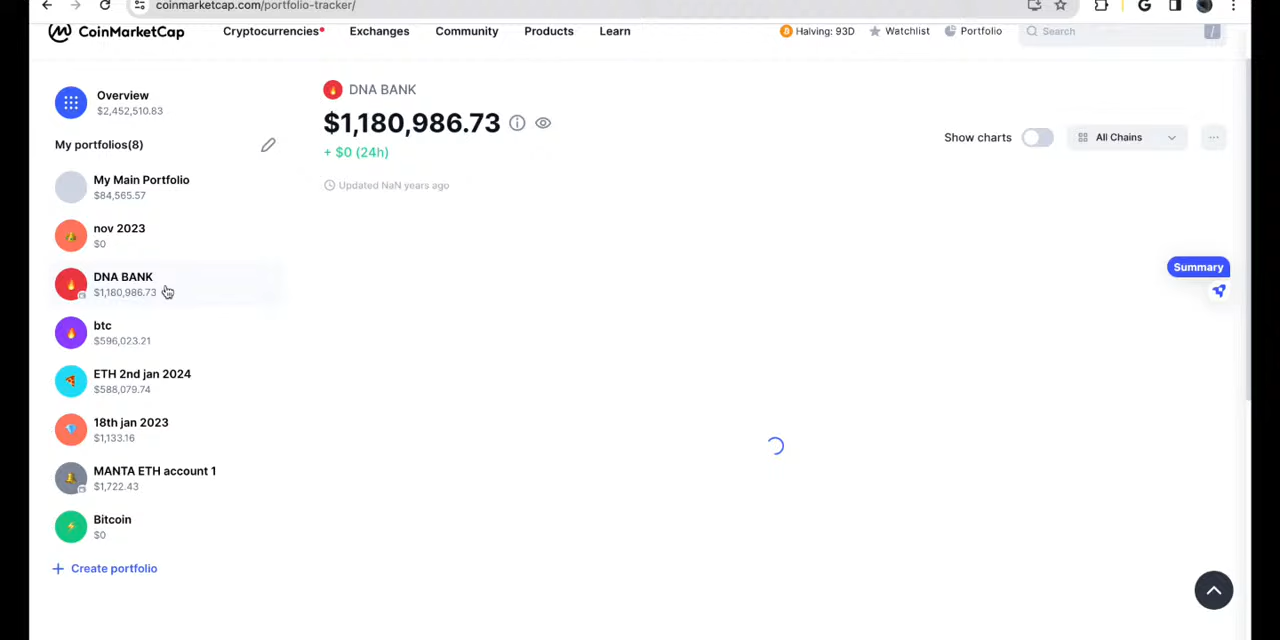 coinmarketcap.com/portfolio-tracker/
CoinMarketCap Cryptocurrencies Exchanges Community Products Learn Halving: 93D Watchlist Portfolio Search /
Overview
$2,452,510.83
My portfolios(8)
My Main Portfolio
$84,565.57
nov 2023
$0
DNA BANK
$1,180,986.73
btc
$596,023.21
ETH 2nd jan 2024
$588,079.74
18th jan 2023
$1,133.16
MANTA ETH account 1
$1,722.43
Bitcoin
$0
+ Create portfolio
DNA BANK
$1,180,986.73
+ $0 (24h)
Updated NaN years ago
Show charts All Chains ...
Summary